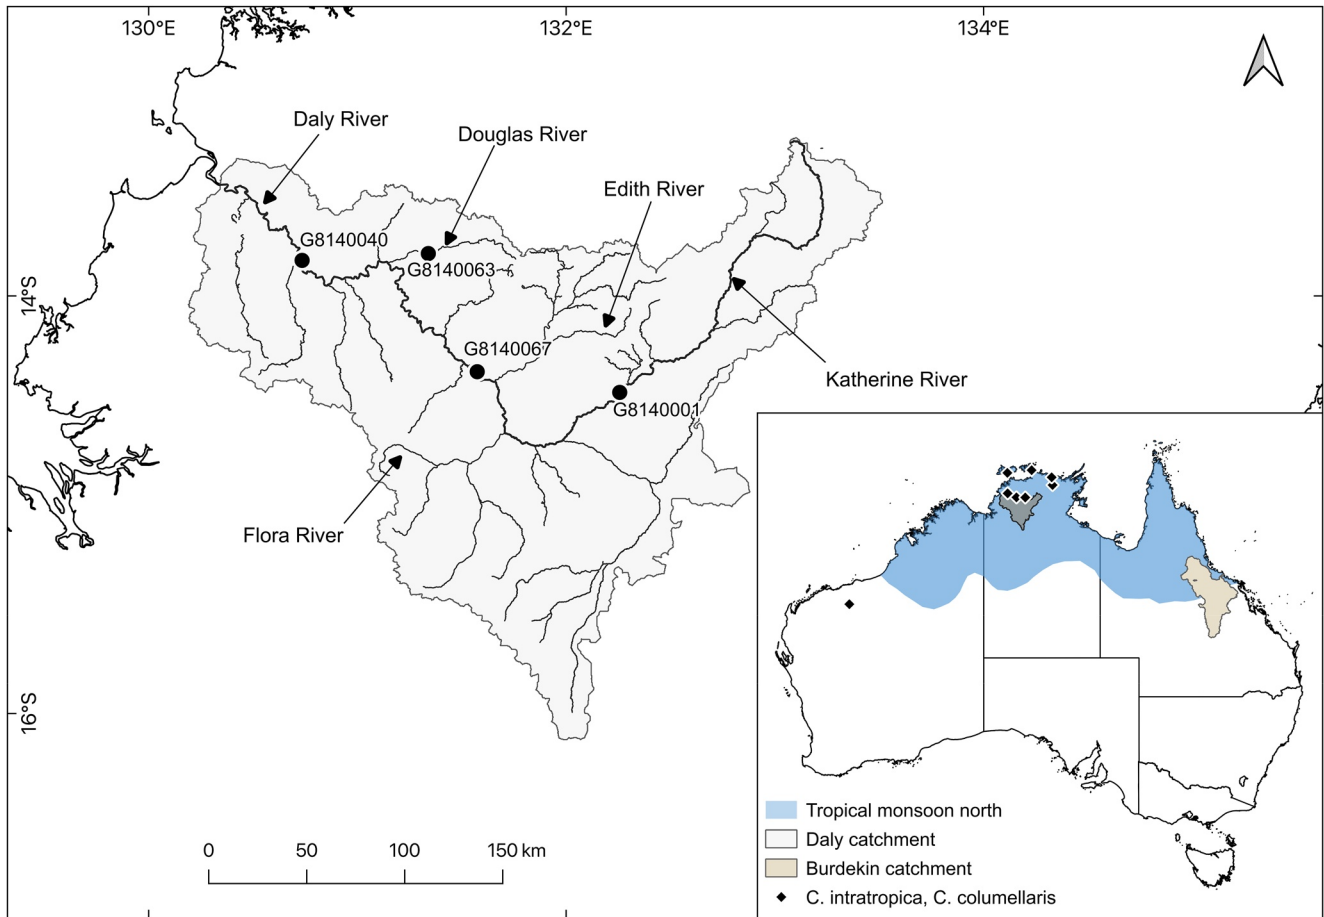 130°E
132°E
134°E
Daly River
Douglas River
Edith River
G8140040
G8140063
14°S
G8140067
Katherine River
G8140001
Flora River
16°S
0 50 100 150 km
Tropical monsoon north
Daly catchment
Burdekin catchment
C. intratropica, C. columellaris